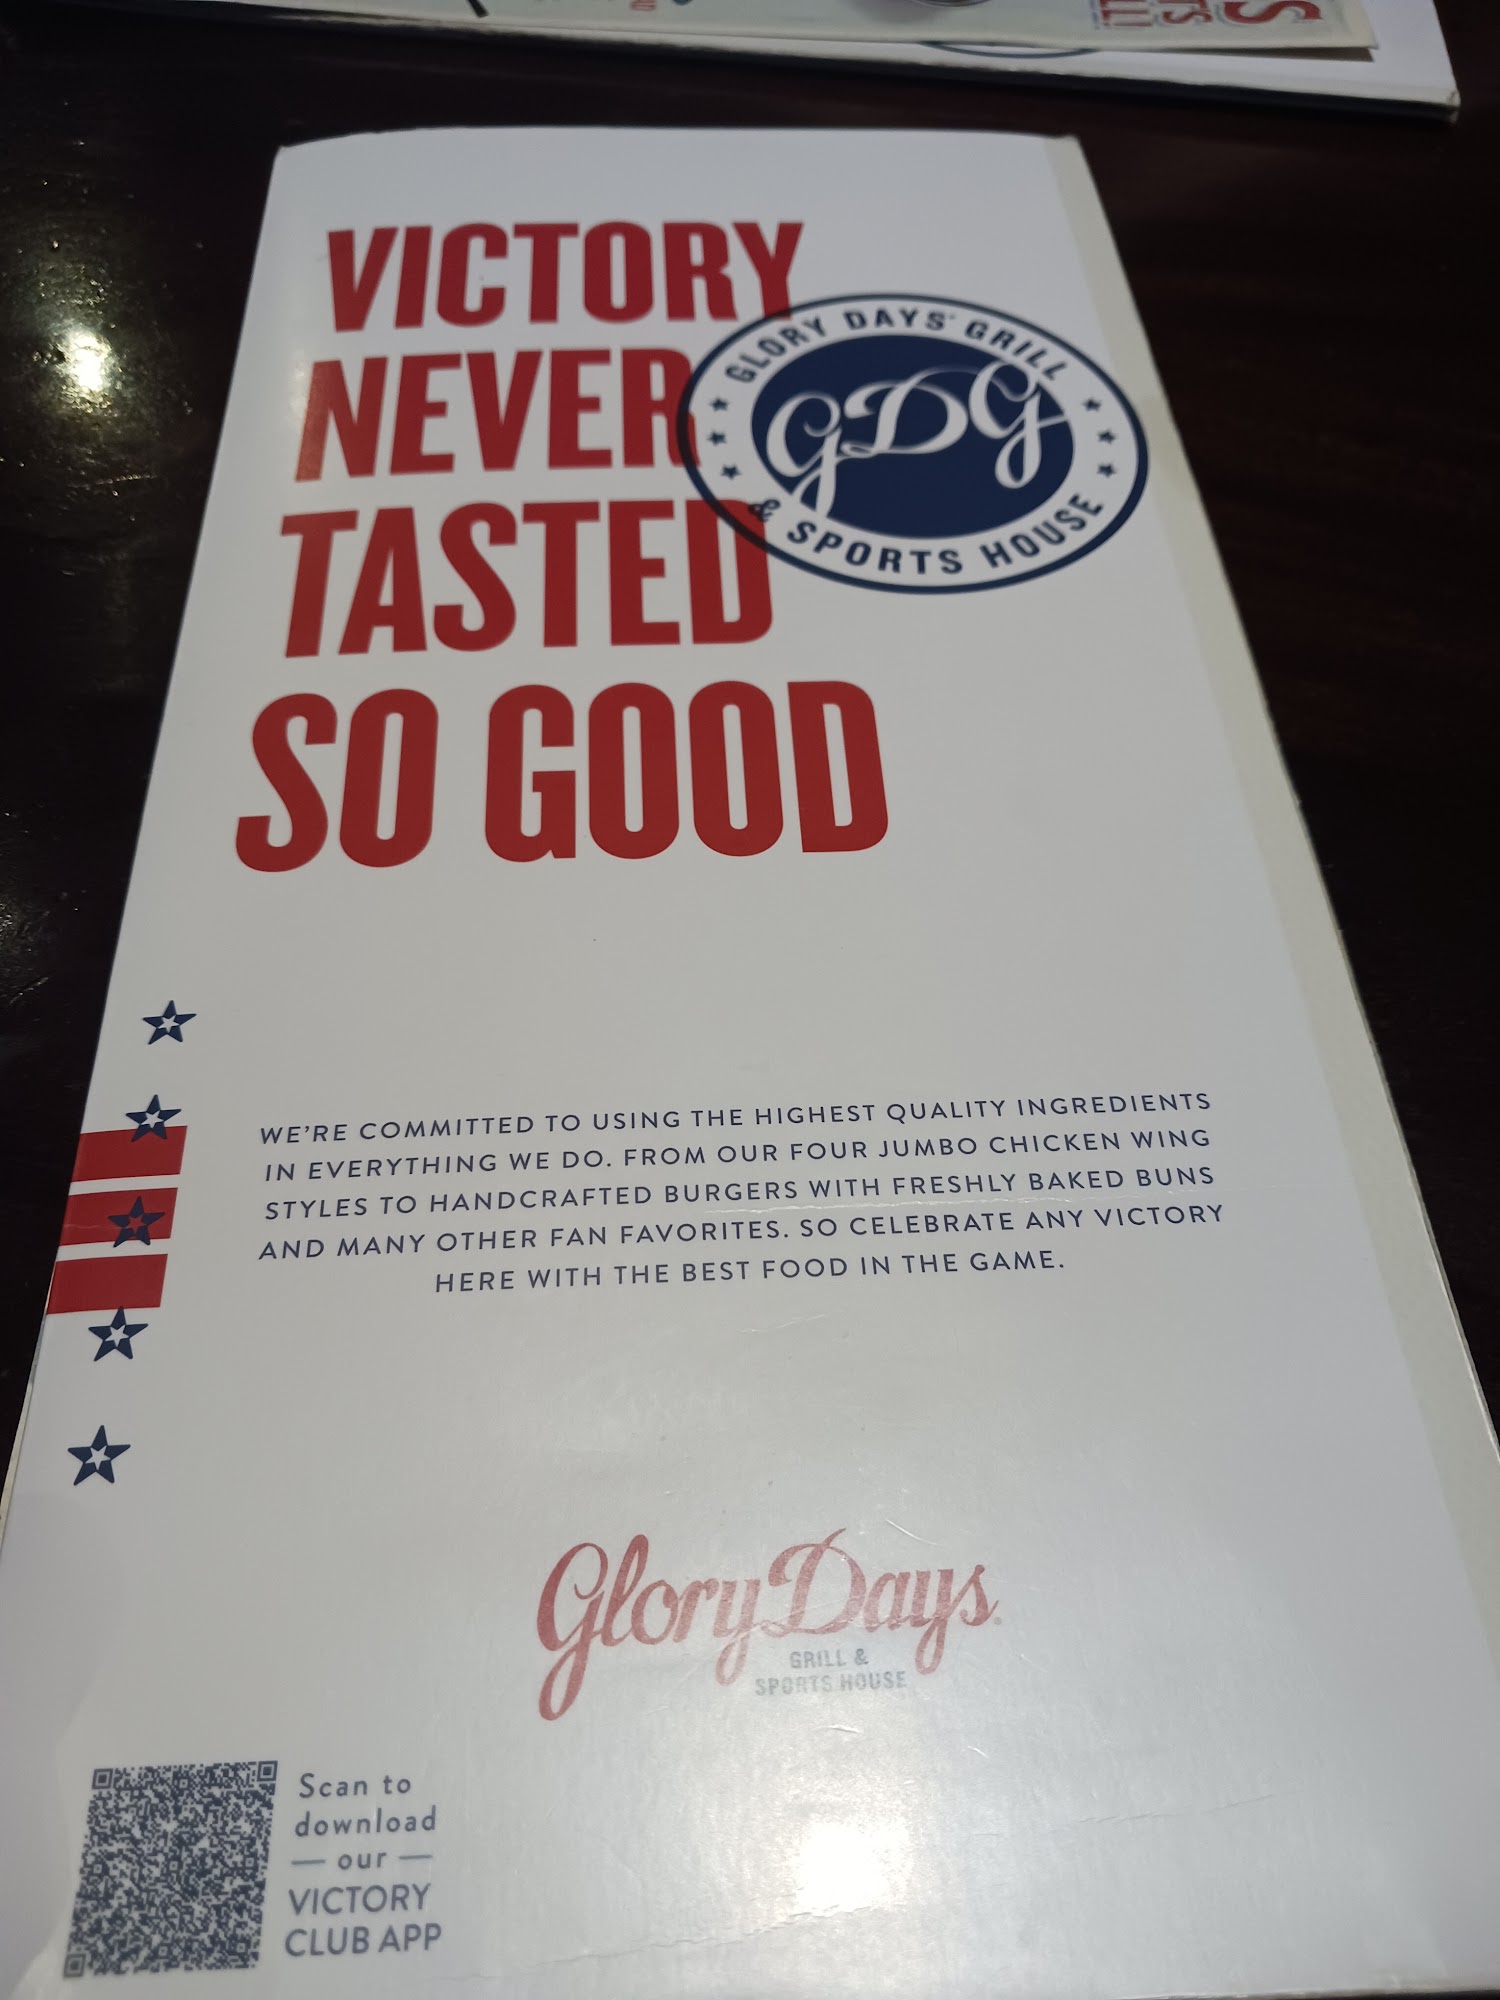 VICTORY
NEVER
TASTED
SO GOOD
GLORY DAYS' GRILL
GDG
& SPORTS HOUSE
WE'RE COMMITTED TO USING THE HIGHEST QUALITY INGREDIENTS
IN EVERYTHING WE DO. FROM OUR FOUR JUMBO CHICKEN WING
STYLES TO HANDCRAFTED BURGERS WITH FRESHLY BAKED BUNS
AND MANY OTHER FAN FAVORITES. SO CELEBRATE ANY VICTORY
HERE WITH THE BEST FOOD IN THE GAME.
Glory Days®
GRILL &
SPORTS HOUSE
Scan to
download
— our —
VICTORY
CLUB APP